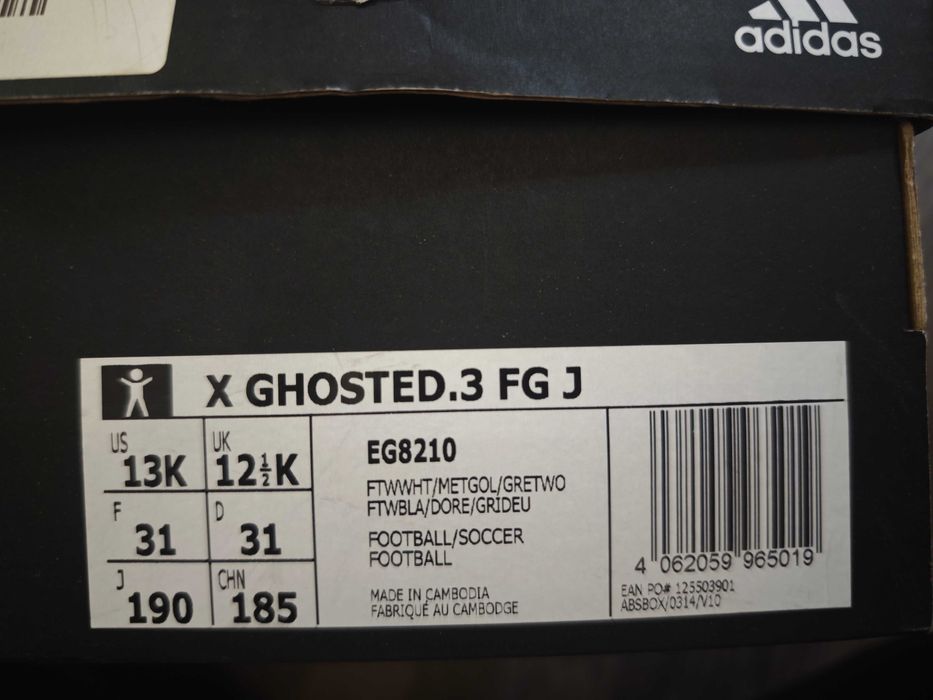 adidas
X GHOSTED.3 FG J
US
13K
UK
12½K
F
31
D
31
J
190
CHN
185
EG8210
FTWWHT/METGOL/GRETWO
FTWBLA/DORE/GRIDEU
FOOTBALL/SOCCER
FOOTBALL
MADE IN CAMBODIA
FABRIQUÉ AU CAMBODGE
4 062059 965019
EAN PO# 125503901
ABSBOX/0314/V10